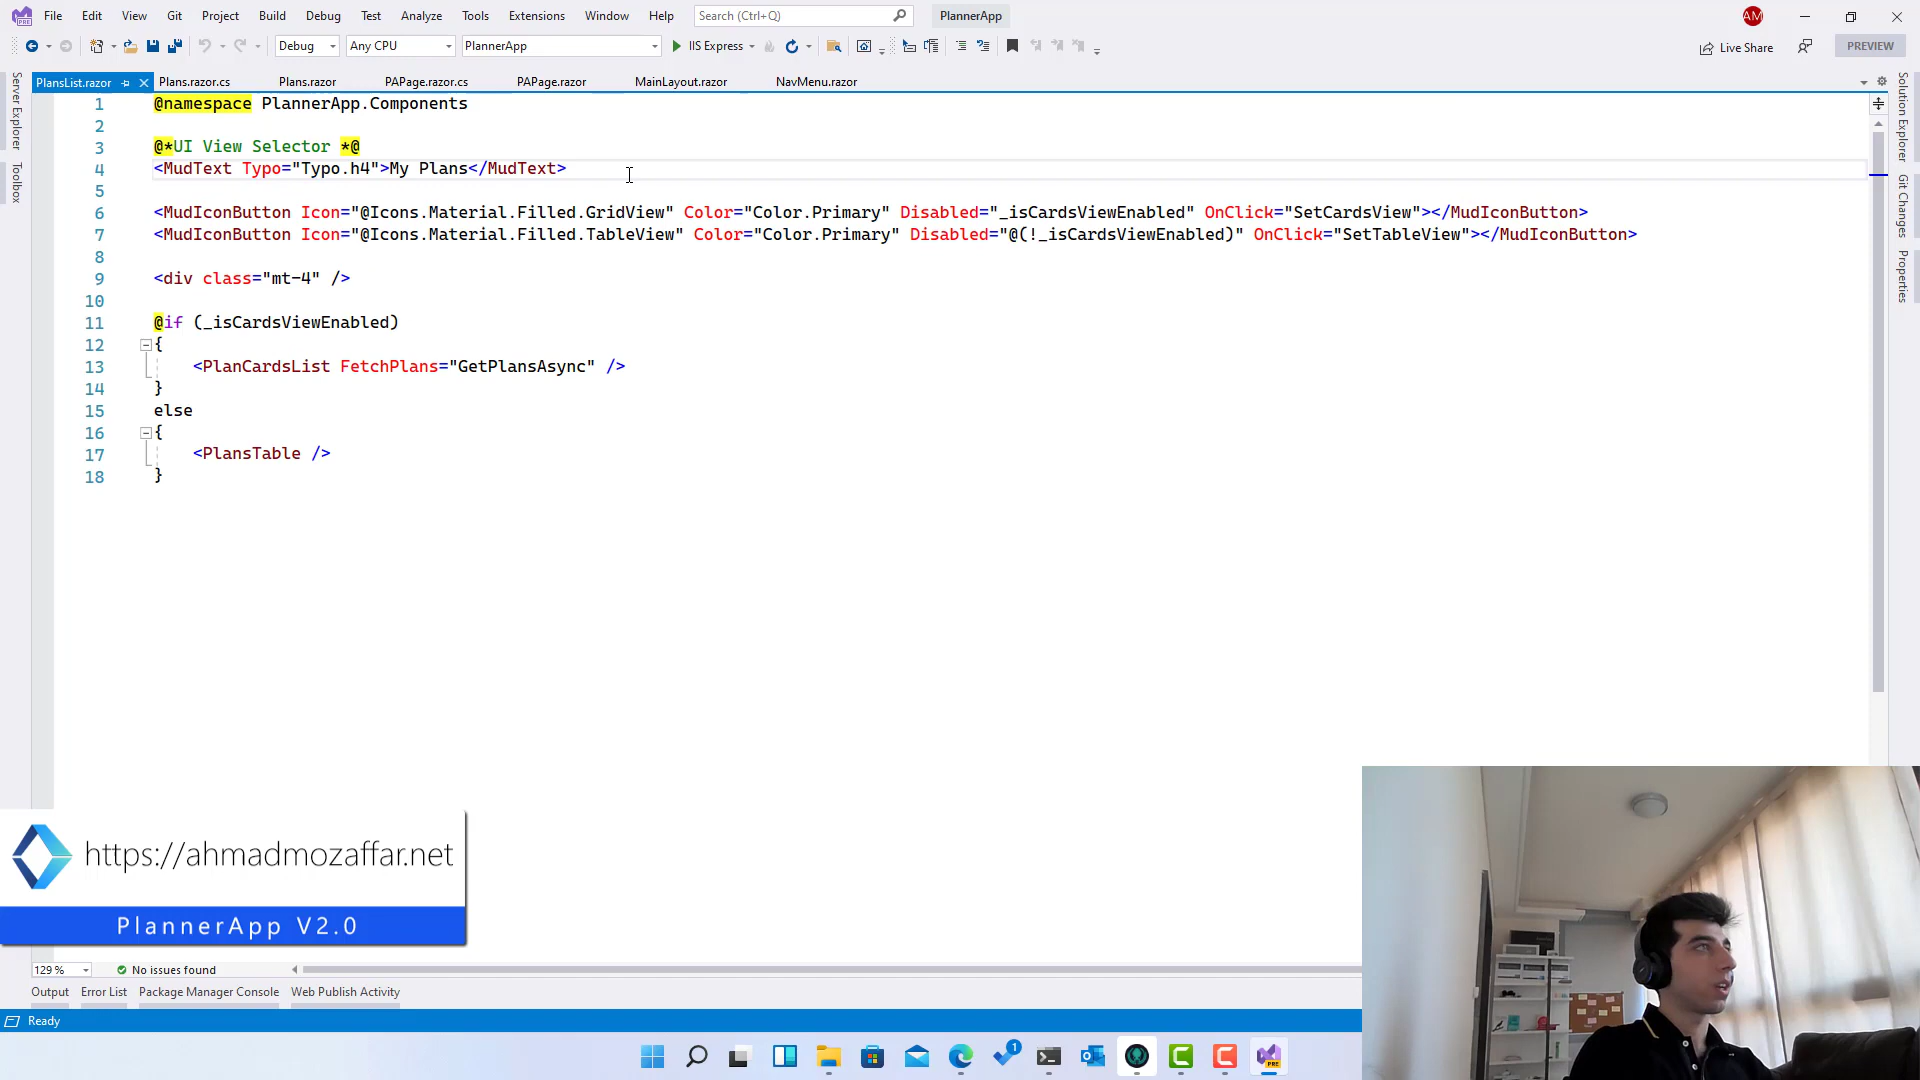 File Edit View Git Project Build Debug Test Analyze Tools Extensions Window Help Search (Ctrl+Q) PlannerApp AM
Debug Any CPU PlannerApp IIS Express Live Share PREVIEW
PlansList.razor Plans.razor.cs Plans.razor PAPage.razor.cs PAPage.razor MainLayout.razor NavMenu.razor
Server Explorer
Toolbox
Solution Explorer
Git Changes
Properties
1 @namespace PlannerApp.Components
2
3 @*UI View Selector *@
4 <MudText Typo="Typo.h4">My Plans</MudText>
5
6 <MudIconButton Icon="@Icons.Material.Filled.GridView" Color="Color.Primary" Disabled="_isCardsViewEnabled" OnClick="SetCardsView"></MudIconButton>
7 <MudIconButton Icon="@Icons.Material.Filled.TableView" Color="Color.Primary" Disabled="@(!_isCardsViewEnabled)" OnClick="SetTableView"></MudIconButton>
8
9 <div class="mt-4" />
10
11 @if (_isCardsViewEnabled)
12 {
13 <PlanCardsList FetchPlans="GetPlansAsync" />
14 }
15 else
16 {
17 <PlansTable />
18 }
https://ahmadmozaffar.net
PlannerApp V2.0
129 % No issues found
Output Error List Package Manager Console Web Publish Activity
Ready
1
PRE